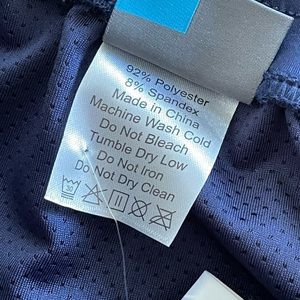 92% Polyester
8% Spandex
Made in China
Machine Wash Cold
Do Not Bleach
Tumble Dry Low
Do Not Iron
Do Not Dry Clean